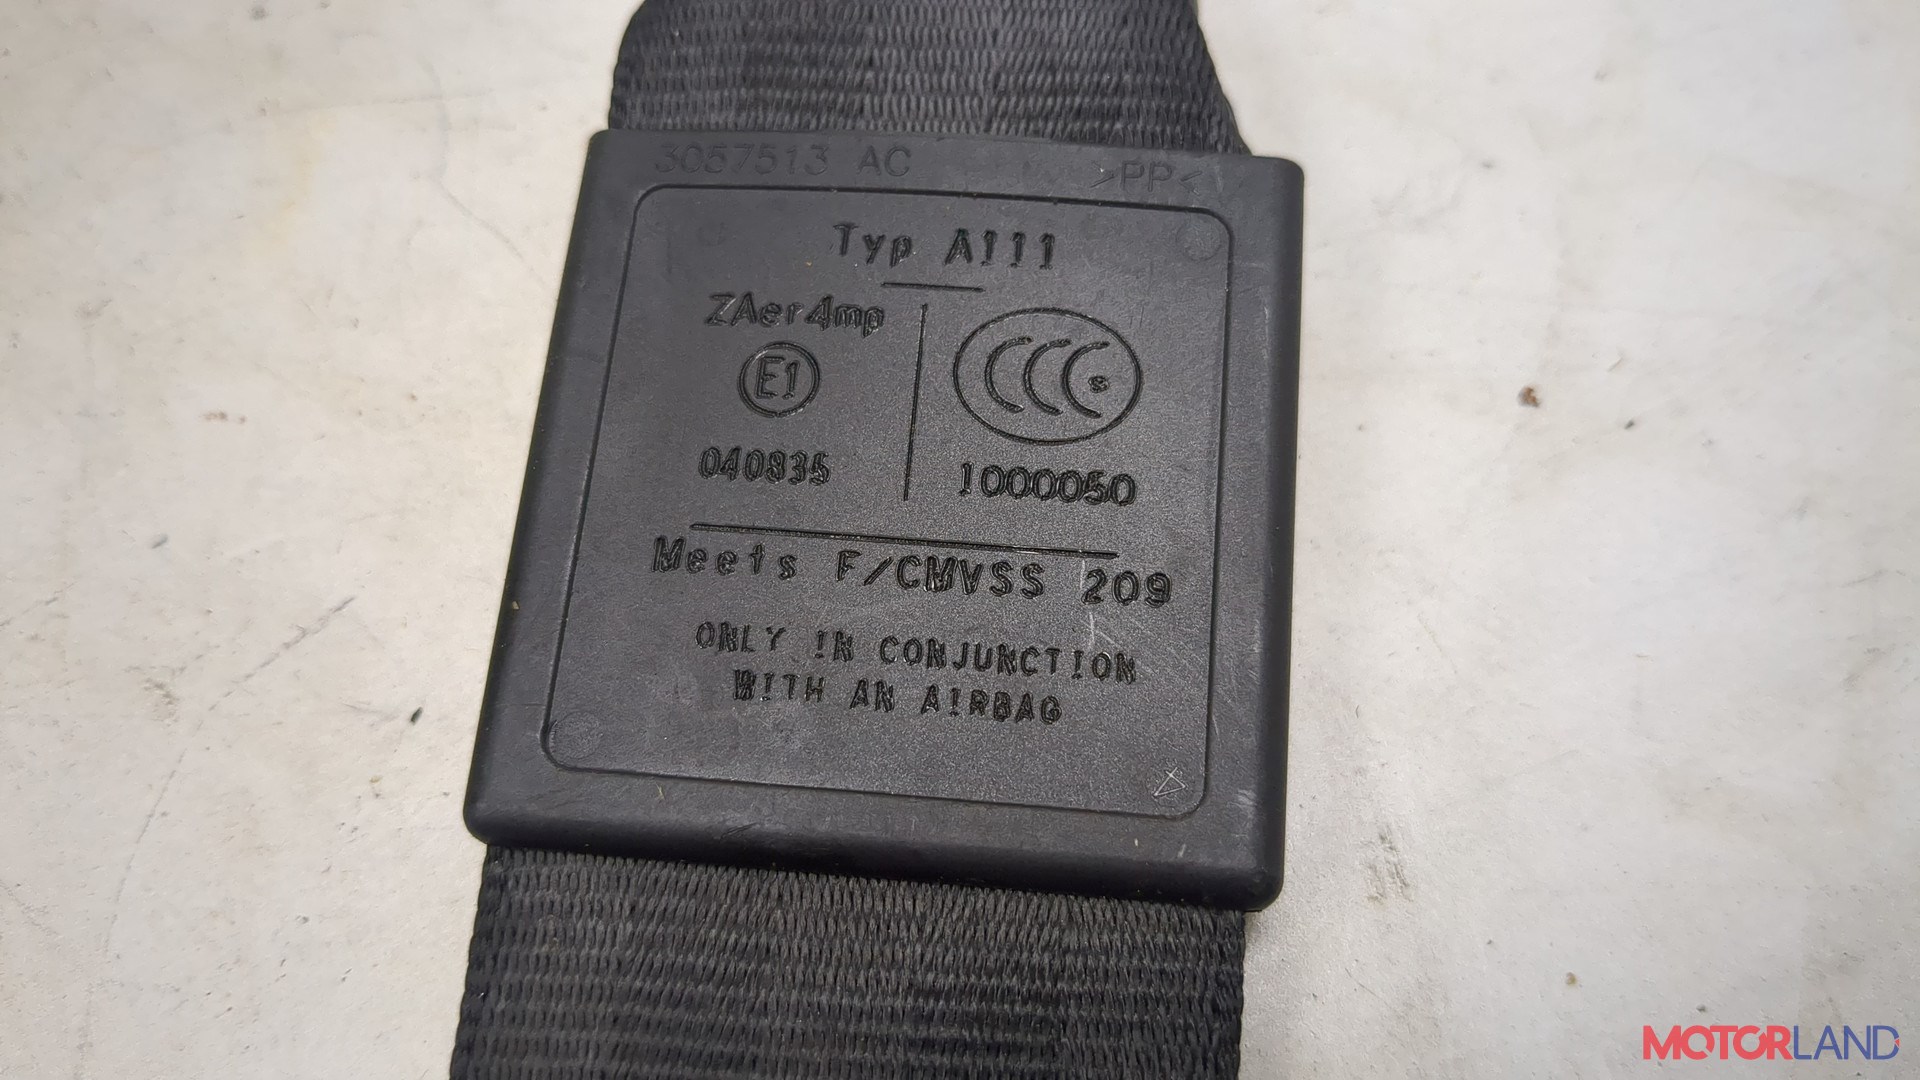 3057513 AC >PP<
Typ A111
ZAer4mp
E1
040835
CCC S
1000050
Meets F/CMVSS 209
ONLY IN CONJUNCTION
WITH AN AIRBAG
MOTORLAND